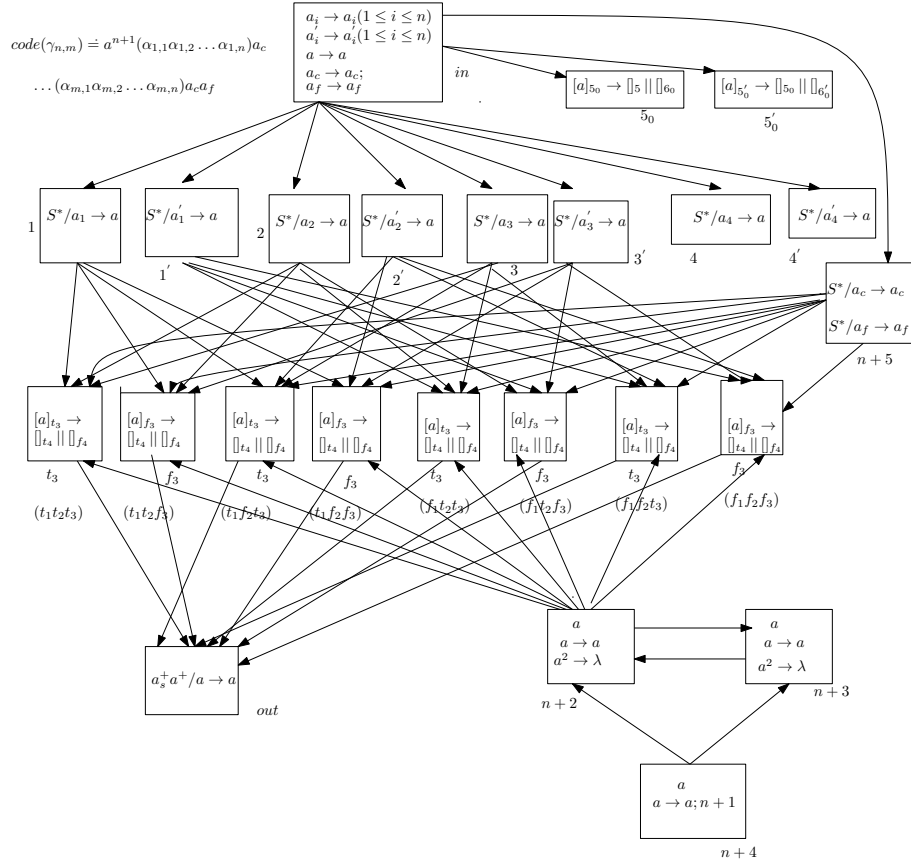 code(γ_{n,m}) ≐ a^{n+1}(α_{1,1}α_{1,2} … α_{1,n})a_c
… (α_{m,1}α_{m,2} … α_{m,n})a_c a_f
a_i → a_i(1 ≤ i ≤ n)
a_i^' → a_i^'(1 ≤ i ≤ n)
a → a
a_c → a_c;
a_f → a_f
in
[a]_{5_0} → []_5 || []_{6_0}
5_0
[a]_{5_0^'} → []_{5_0} || []_{6_0^'}
5_0^'
1
S^*/a_1 → a
S^*/a_1^' → a
1^'
2
S^*/a_2 → a
S^*/a_2^' → a
2^'
S^*/a_3 → a
3
S^*/a_3^' → a
3^'
S^*/a_4 → a
4
S^*/a_4^' → a
4^'
S^*/a_c → a_c
S^*/a_f → a_f
n + 5
[a]_{t_3} →
[]_{t_4} || []_{f_4}
t_3
(t_1t_2t_3)
[a]_{f_3} →
[]_{t_4} || []_{f_4}
f_3
(t_1t_2f_3)
[a]_{t_3} →
[]_{t_4} || []_{f_4}
t_3
(t_1f_2t_3)
[a]_{f_3} →
[]_{t_4} || []_{f_4}
f_3
(t_1f_2f_3)
[a]_{t_3} →
[]_{t_4} || []_{f_4}
t_3
(f_1t_2t_3)
[a]_{f_3} →
[]_{t_4} || []_{f_4}
f_3
(f_1t_2f_3)
[a]_{t_3} →
[]_{t_4} || []_{f_4}
t_3
(f_1f_2t_3)
[a]_{f_3} →
[]_{t_4} || []_{f_4}
f_3
(f_1f_2f_3)
a_s^+a^+/a → a
out
a
a → a
a^2 → λ
n + 2
a
a → a
a^2 → λ
n + 3
a
a → a; n + 1
n + 4